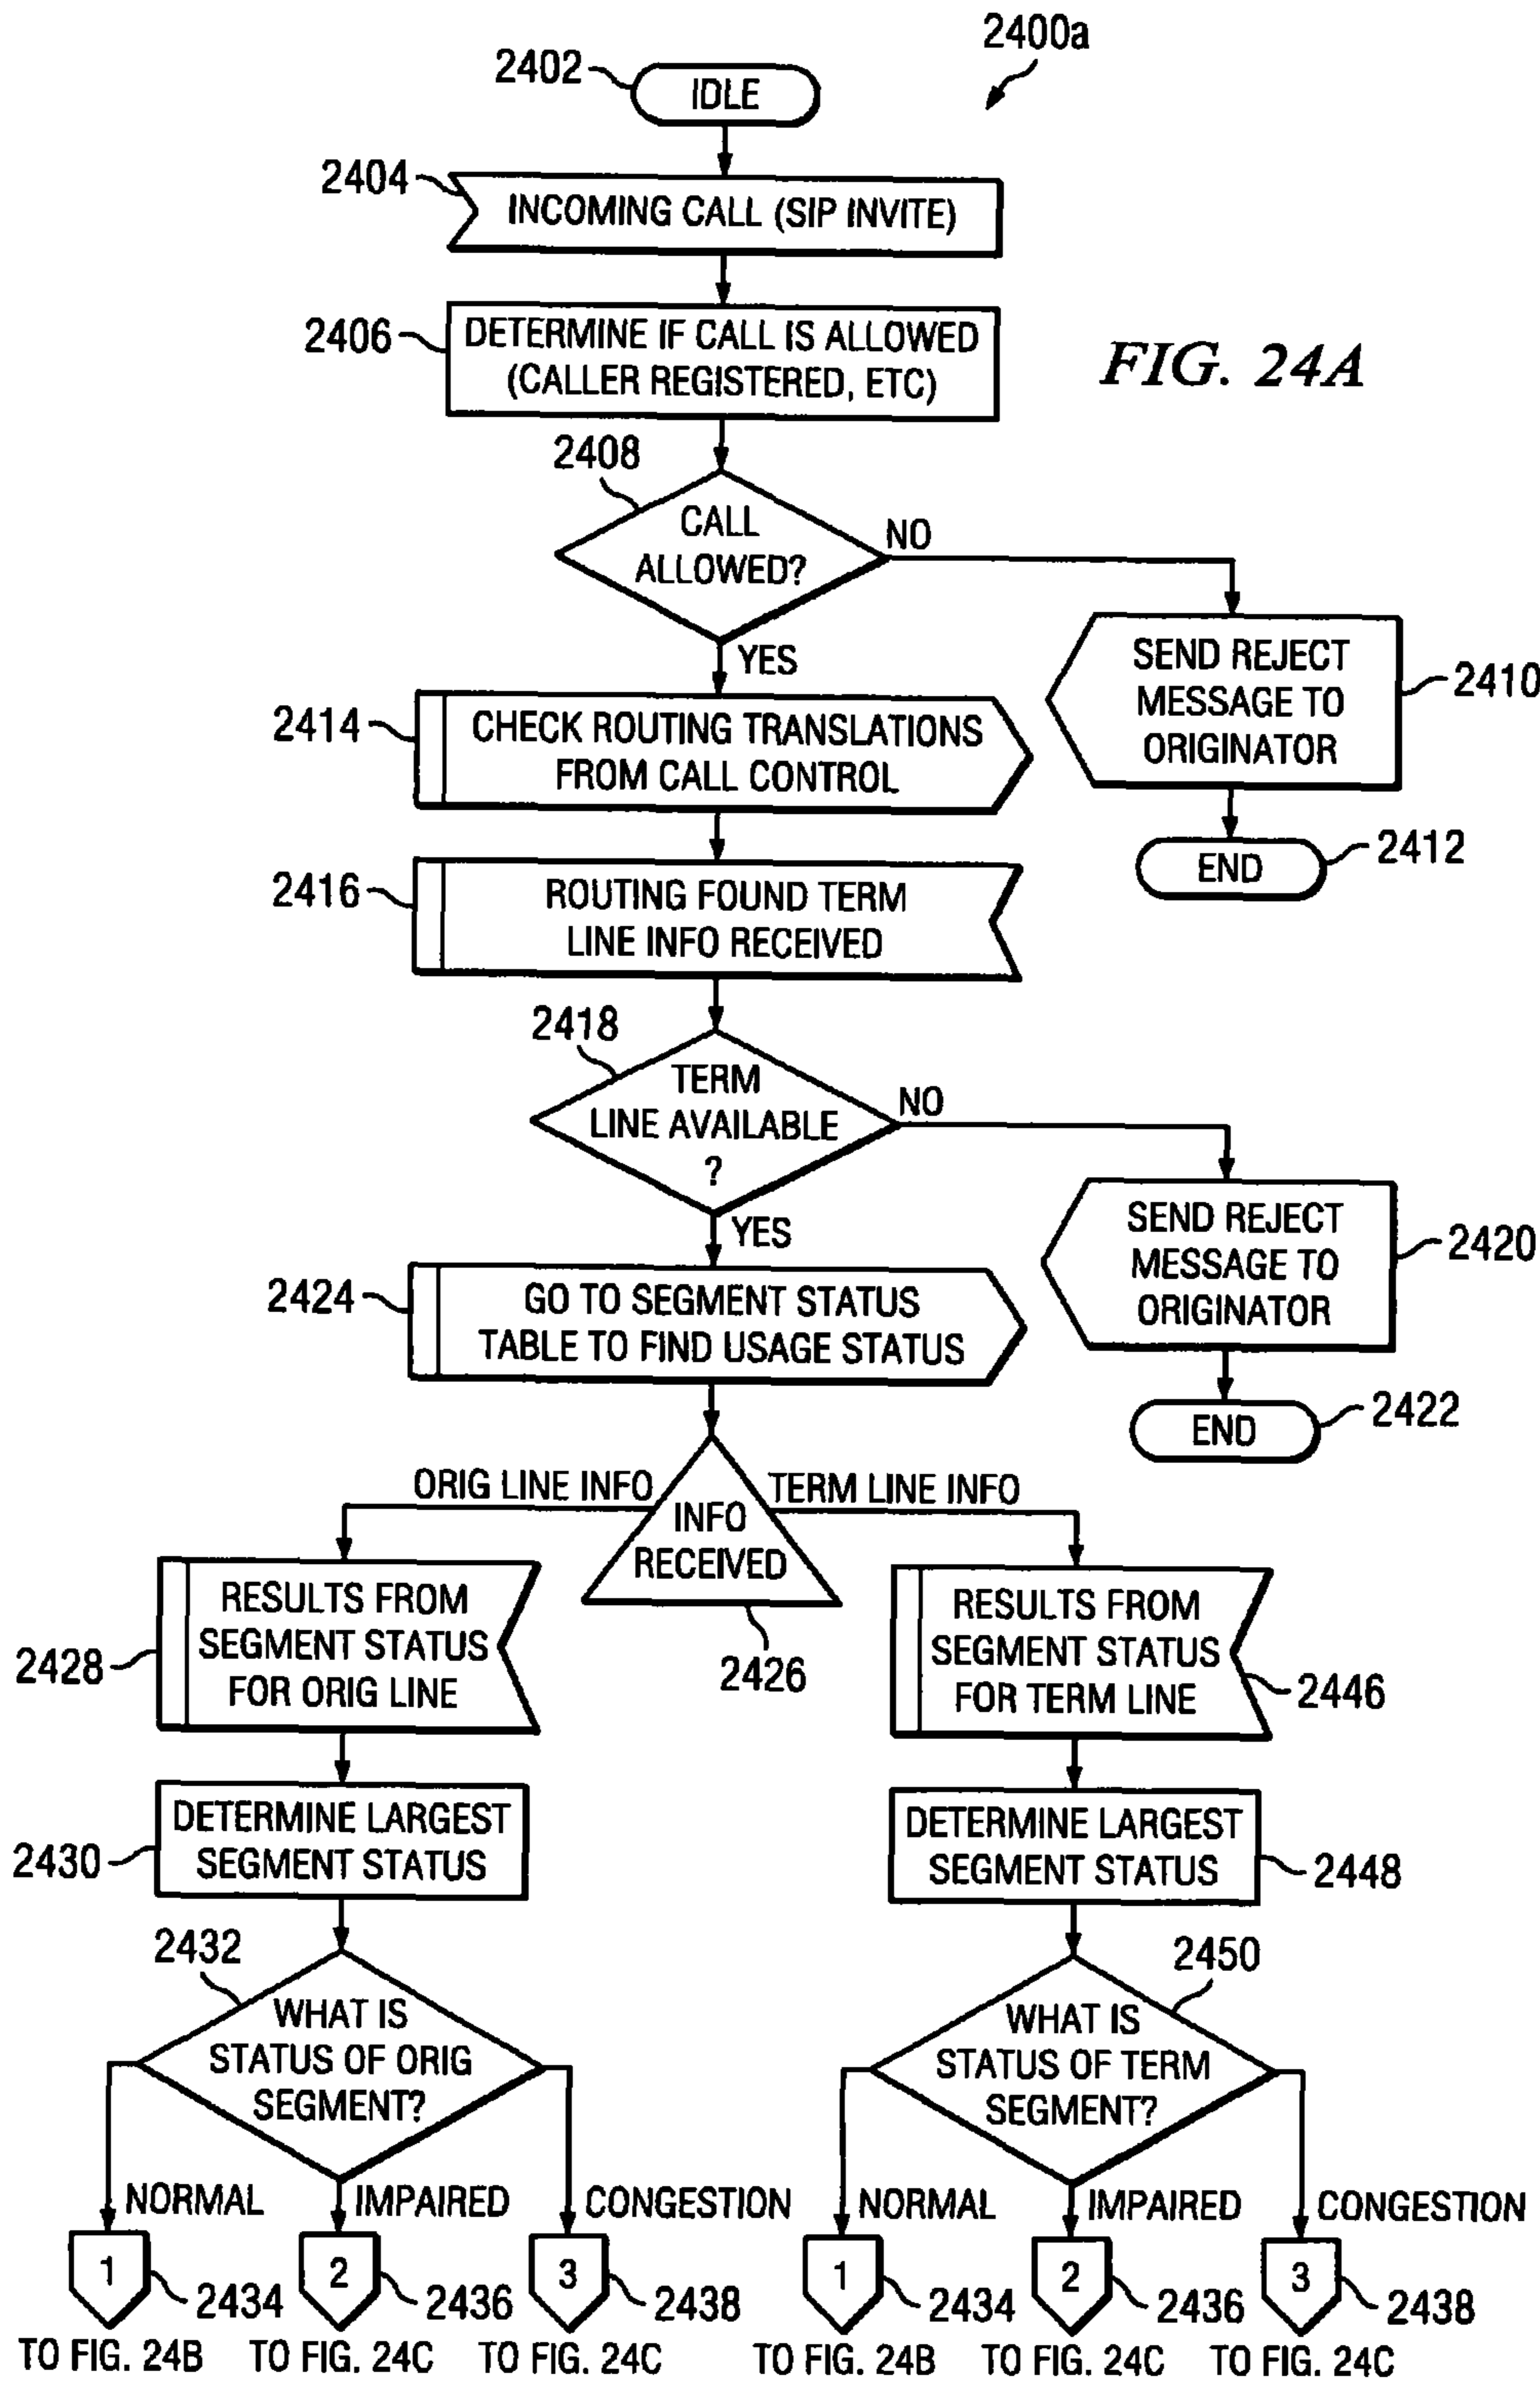 2400a
2402
IDLE
2404
INCOMING CALL (SIP INVITE)
2406
DETERMINE IF CALL IS ALLOWED
(CALLER REGISTERED, ETC)
FIG. 24A
2408
CALL
ALLOWED?
NO
YES
SEND REJECT
MESSAGE TO
ORIGINATOR
2410
2414
CHECK ROUTING TRANSLATIONS
FROM CALL CONTROL
END
2412
2416
ROUTING FOUND TERM
LINE INFO RECEIVED
2418
TERM
LINE AVAILABLE
?
NO
YES
SEND REJECT
MESSAGE TO
ORIGINATOR
2420
2424
GO TO SEGMENT STATUS
TABLE TO FIND USAGE STATUS
END
2422
ORIG LINE INFO
TERM LINE INFO
INFO
RECEIVED
2426
2428
RESULTS FROM
SEGMENT STATUS
FOR ORIG LINE
RESULTS FROM
SEGMENT STATUS
FOR TERM LINE
2446
2430
DETERMINE LARGEST
SEGMENT STATUS
DETERMINE LARGEST
SEGMENT STATUS
2448
2432
WHAT IS
STATUS OF ORIG
SEGMENT?
2450
WHAT IS
STATUS OF TERM
SEGMENT?
NORMAL
IMPAIRED
CONGESTION
NORMAL
IMPAIRED
CONGESTION
1
2434
2
2436
3
2438
1
2434
2
2436
3
2438
TO FIG. 24B
TO FIG. 24C
TO FIG. 24C
TO FIG. 24B
TO FIG. 24C
TO FIG. 24C